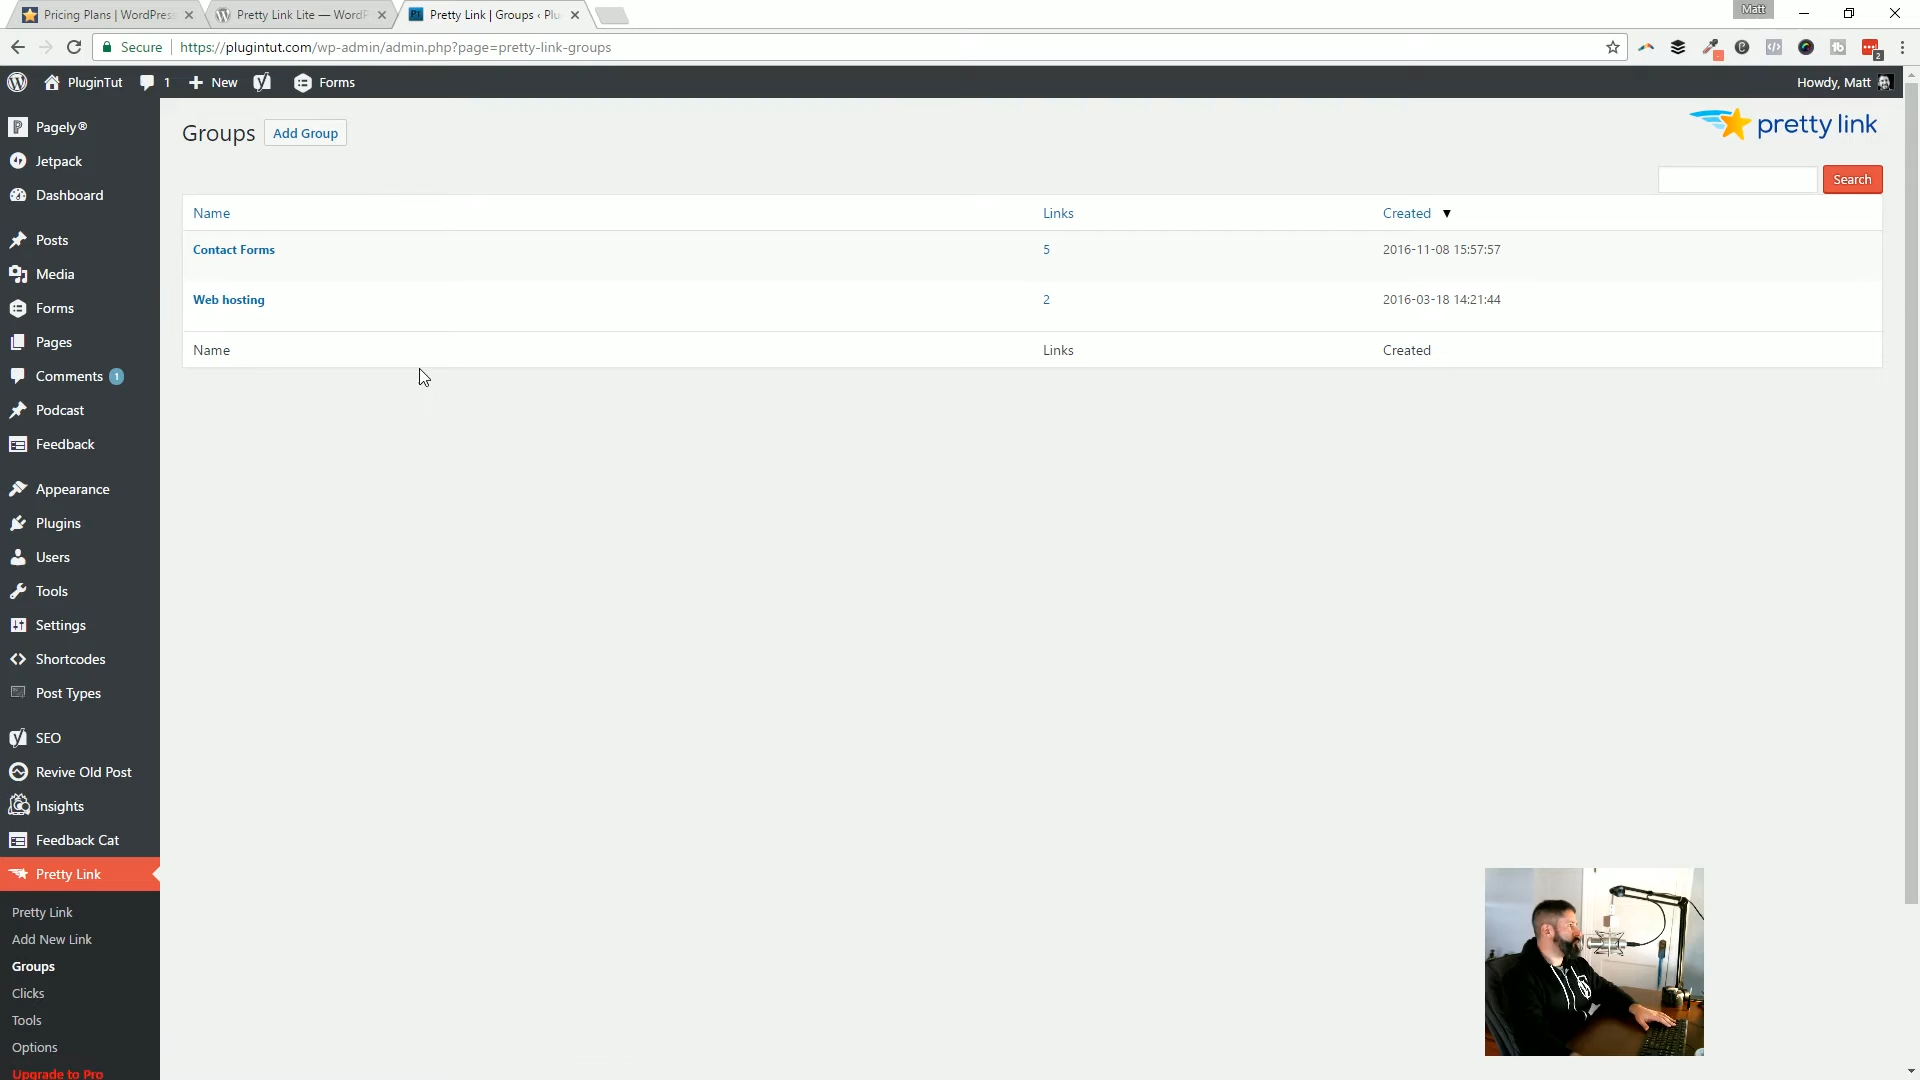 Pricing Plans | WordPress
Pretty Link Lite — WordP
Pretty Link | Groups ‹ Plu
Matt
Secure
https://plugintut.com/wp-admin/admin.php?page=pretty-link-groups
2
PluginTut
1
New
Forms
Howdy, Matt
Pagely®
Jetpack
Dashboard
Posts
Media
Forms
Pages
Comments 1
Podcast
Feedback
Appearance
Plugins
Users
Tools
Settings
Shortcodes
Post Types
SEO
Revive Old Post
Insights
Feedback Cat
Pretty Link
Pretty Link
Add New Link
Groups
Clicks
Tools
Options
Upgrade to Pro
Groups
Add Group
pretty link
Search
Name Links Created ▼
Contact Forms 5 2016-11-08 15:57:57
Web hosting 2 2016-03-18 14:21:44
Name Links Created